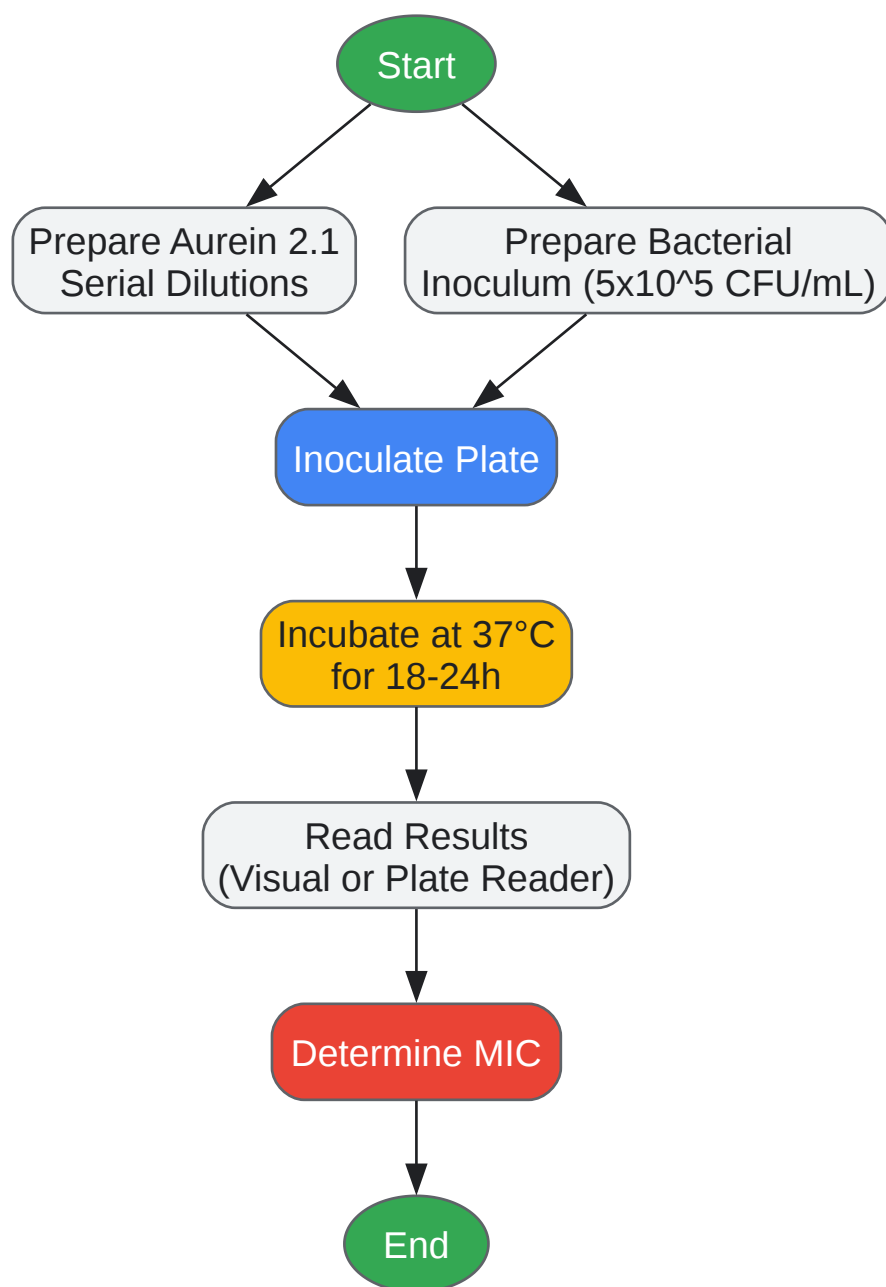 Start
Prepare Aurein 2.1
Serial Dilutions
Prepare Bacterial
Inoculum (5x10^5 CFU/mL)
Inoculate Plate
Incubate at 37°C
for 18-24h
Read Results
(Visual or Plate Reader)
Determine MIC
End